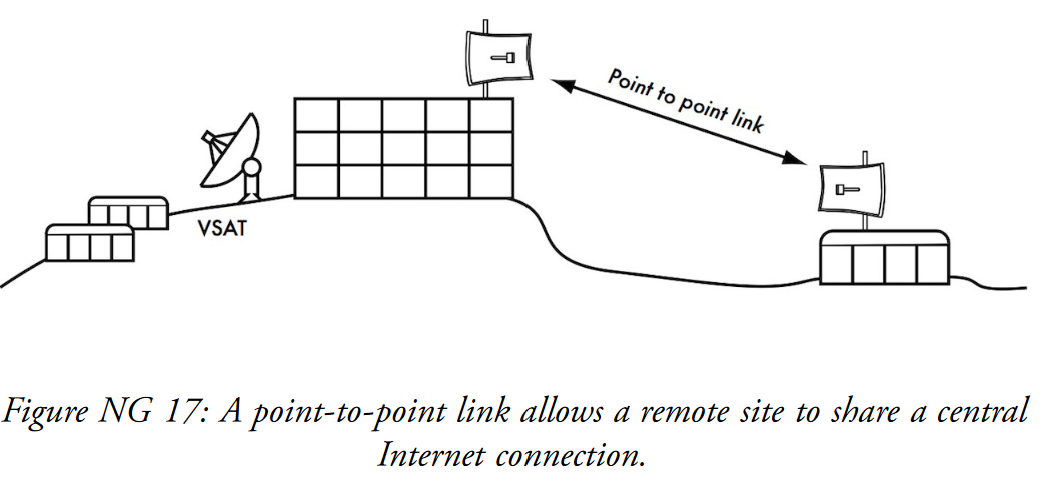 Point to point link
VSAT
Figure NG 17: A point-to-point link allows a remote site to share a central
Internet connection.